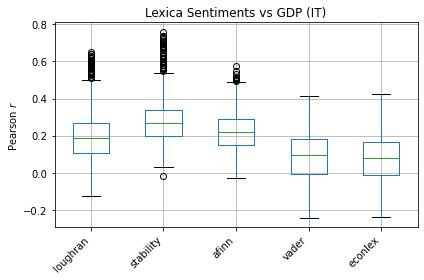 Lexica Sentiments vs GDP (IT)
Pearson r
0.8
0.6
0.4
0.2
0.0
−0.2
loughran
stability
afinn
vader
econlex